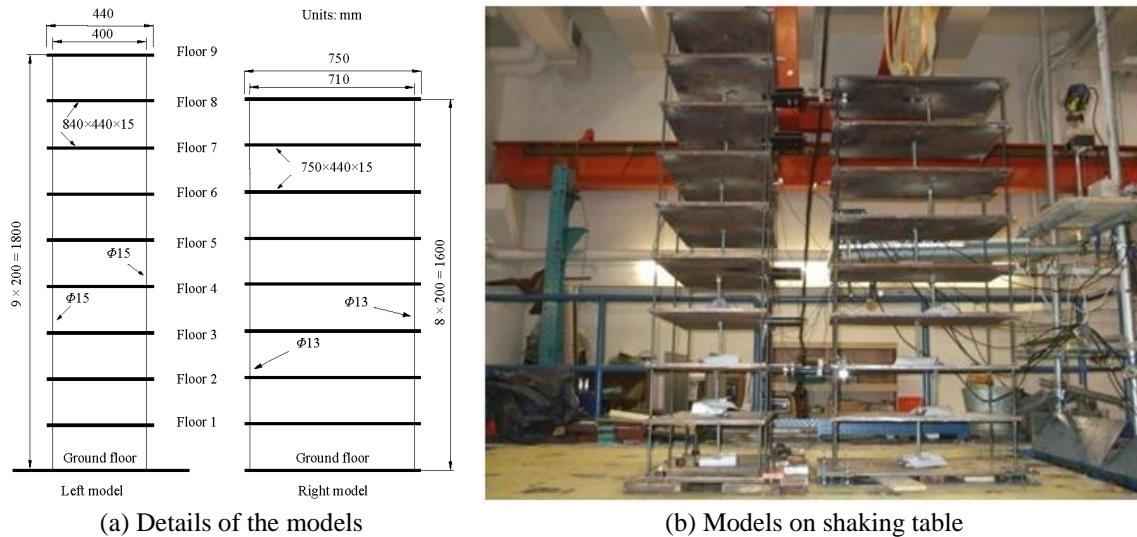 440
400
Units: mm
Floor 9
750
710
Floor 8
840×440×15
Floor 7
750×440×15
Floor 6
9 × 200 = 1800
Floor 5
Φ15
8 × 200 = 1600
Floor 4
Φ15
Φ13
Floor 3
Φ13
Floor 2
Floor 1
Ground floor
Ground floor
Left model
Right model
(a) Details of the models
(b) Models on shaking table